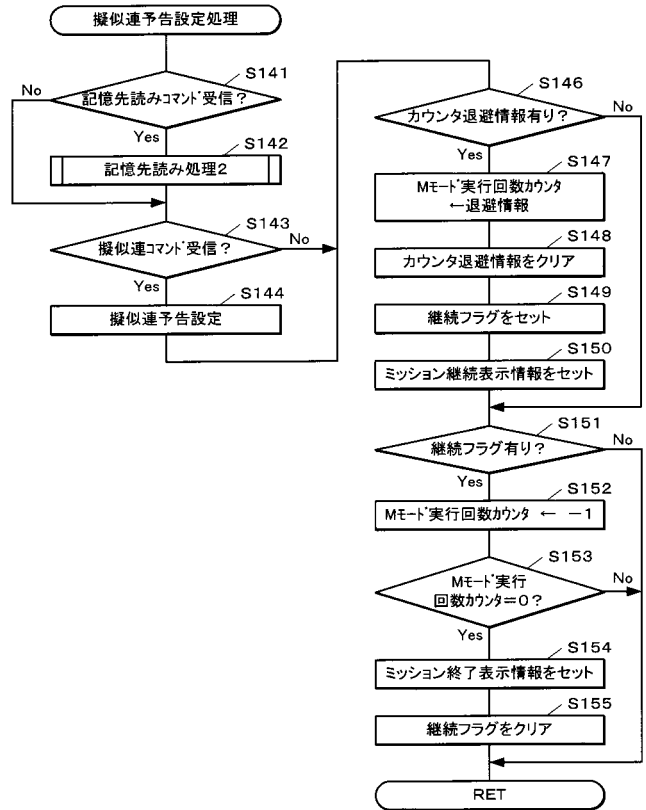 擬似連予告設定処理
S141
No
記憶先読みコマンド受信？
Yes
S142
記憶先読み処理2
S143
擬似連コマンド受信？
No
Yes
S144
擬似連予告設定
S146
カウンタ退避情報有り？
No
Yes
S147
Mモード実行回数カウンタ
←退避情報
S148
カウンタ退避情報をクリア
S149
継続フラグをセット
S150
ミッション継続表示情報をセット
S151
継続フラグ有り？
No
Yes
S152
Mモード実行回数カウンタ ← －1
S153
Mモード実行
回数カウンタ＝0？
No
Yes
S154
ミッション終了表示情報をセット
S155
継続フラグをクリア
RET